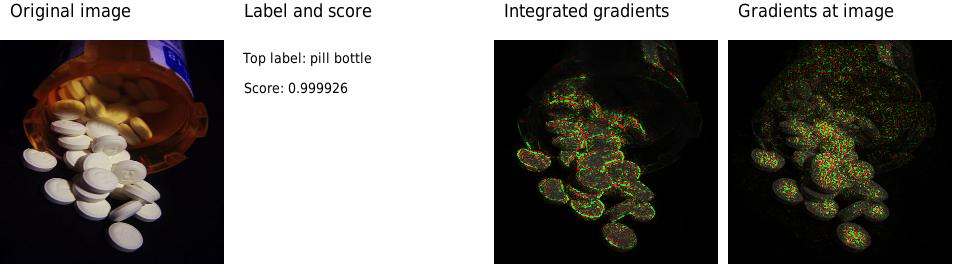 Original image
Label and score
Integrated gradients
Gradients at image
Top label: pill bottle
Score: 0.999926